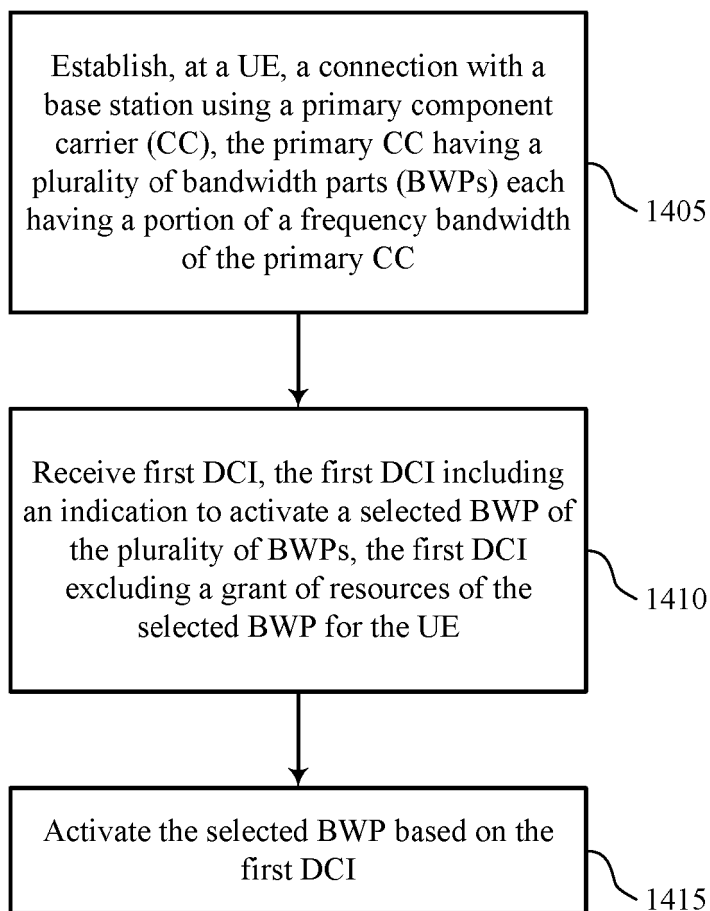 Establish, at a UE, a connection with a
base station using a primary component
carrier (CC), the primary CC having a
plurality of bandwidth parts (BWPs) each
having a portion of a frequency bandwidth
of the primary CC
1405
Receive first DCI, the first DCI including
an indication to activate a selected BWP of
the plurality of BWPs, the first DCI
excluding a grant of resources of the
selected BWP for the UE
1410
Activate the selected BWP based on the
first DCI
1415